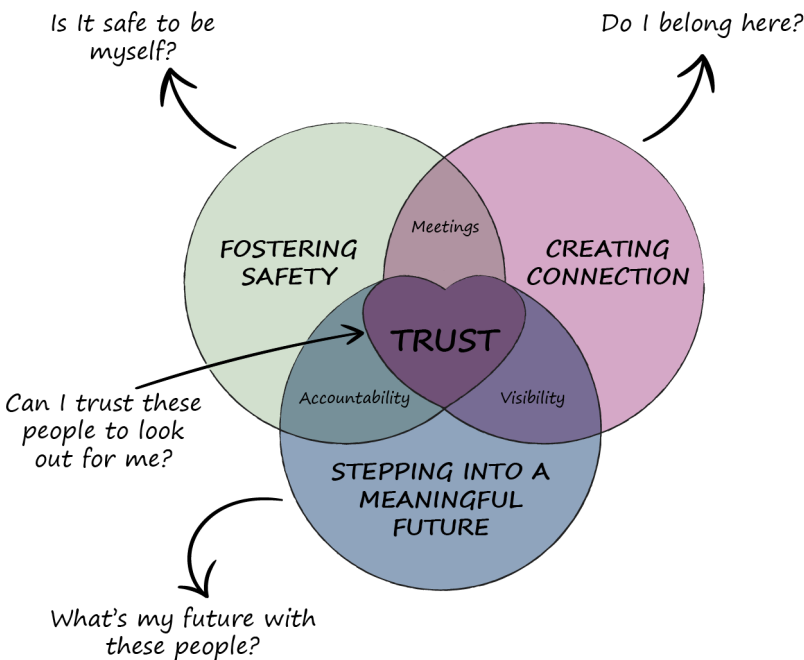 Is It safe to be
myself?
Do I belong here?
Meetings
FOSTERING
SAFETY
CREATING
CONNECTION
TRUST
Can I trust these
people to look
out for me?
Accountability
Visibility
STEPPING INTO A
MEANINGFUL
FUTURE
What's my future with
these people?